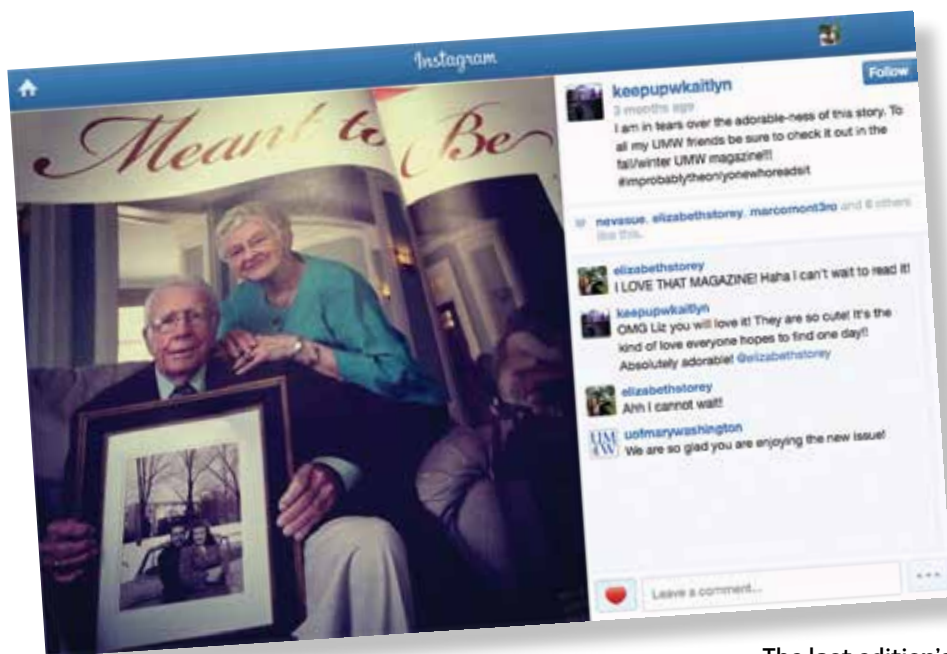 Instagram
Meant to Be
keepupwkaitlyn
Follow
3 months ago
I am in tears over the adorable-ness of this story. To
all my UMW friends be sure to check it out in the
fall/winter UMW magazine!!!
#improbablytheonlyonewhoreadsit
nevasue, elizabethstorey, marcomont3ro and 6 others
like this.
elizabethstorey
I LOVE THAT MAGAZINE! Haha I can't wait to read it!
keepupwkaitlyn
OMG Liz you will love it! They are so cute! It's the
kind of love everyone hopes to find one day!!
Absolutely adorable! @elizabethstorey
elizabethstorey
Ahh I cannot wait!
UMW
uofmarywashington
We are so glad you are enjoying the new issue!
Leave a comment...
The last edition's